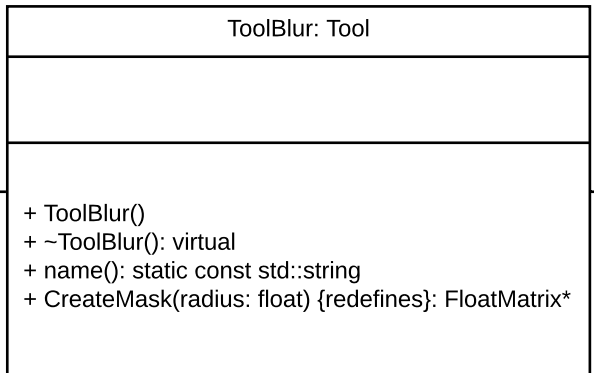 ToolBlur: Tool
+ ToolBlur()
+ ~ToolBlur(): virtual
+ name(): static const std::string
+ CreateMask(radius: float) {redefines}: FloatMatrix*